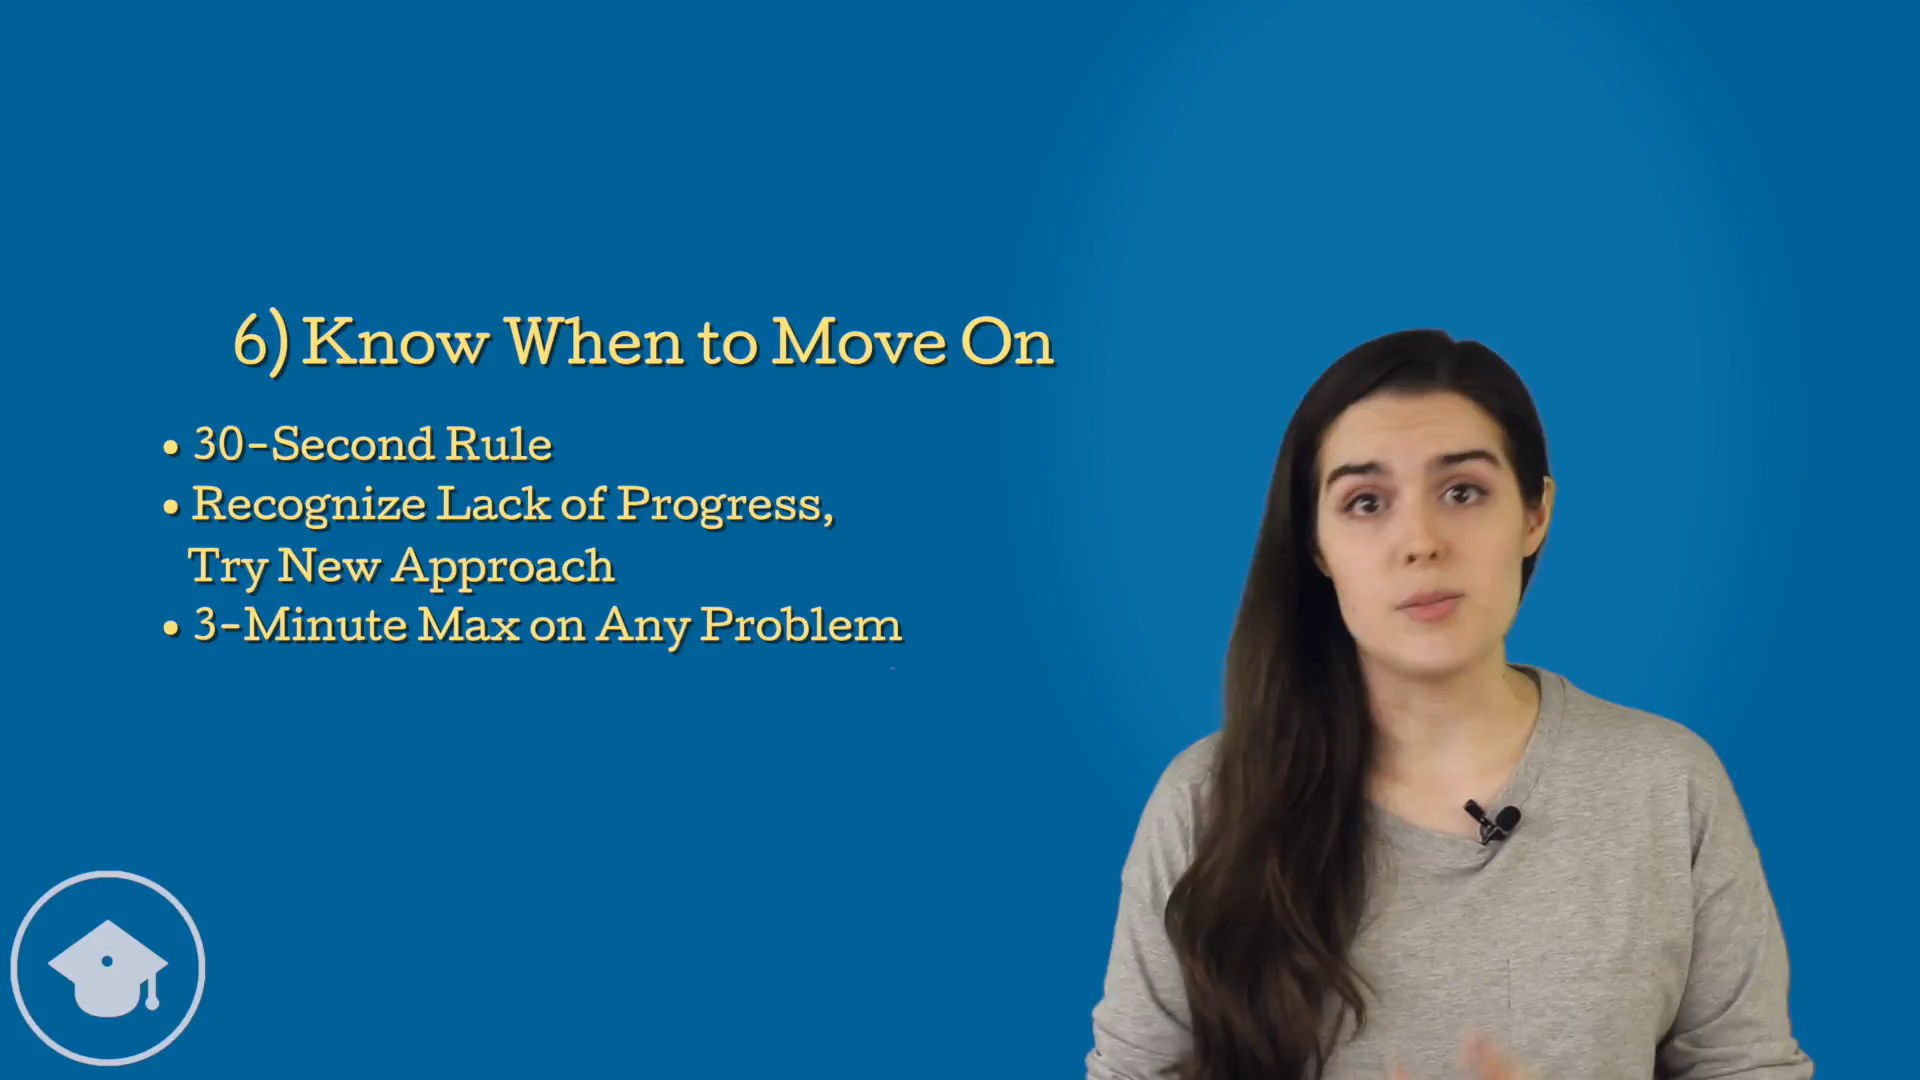 6) Know When to Move On
• 30-Second Rule
• Recognize Lack of Progress,
Try New Approach
• 3-Minute Max on Any Problem